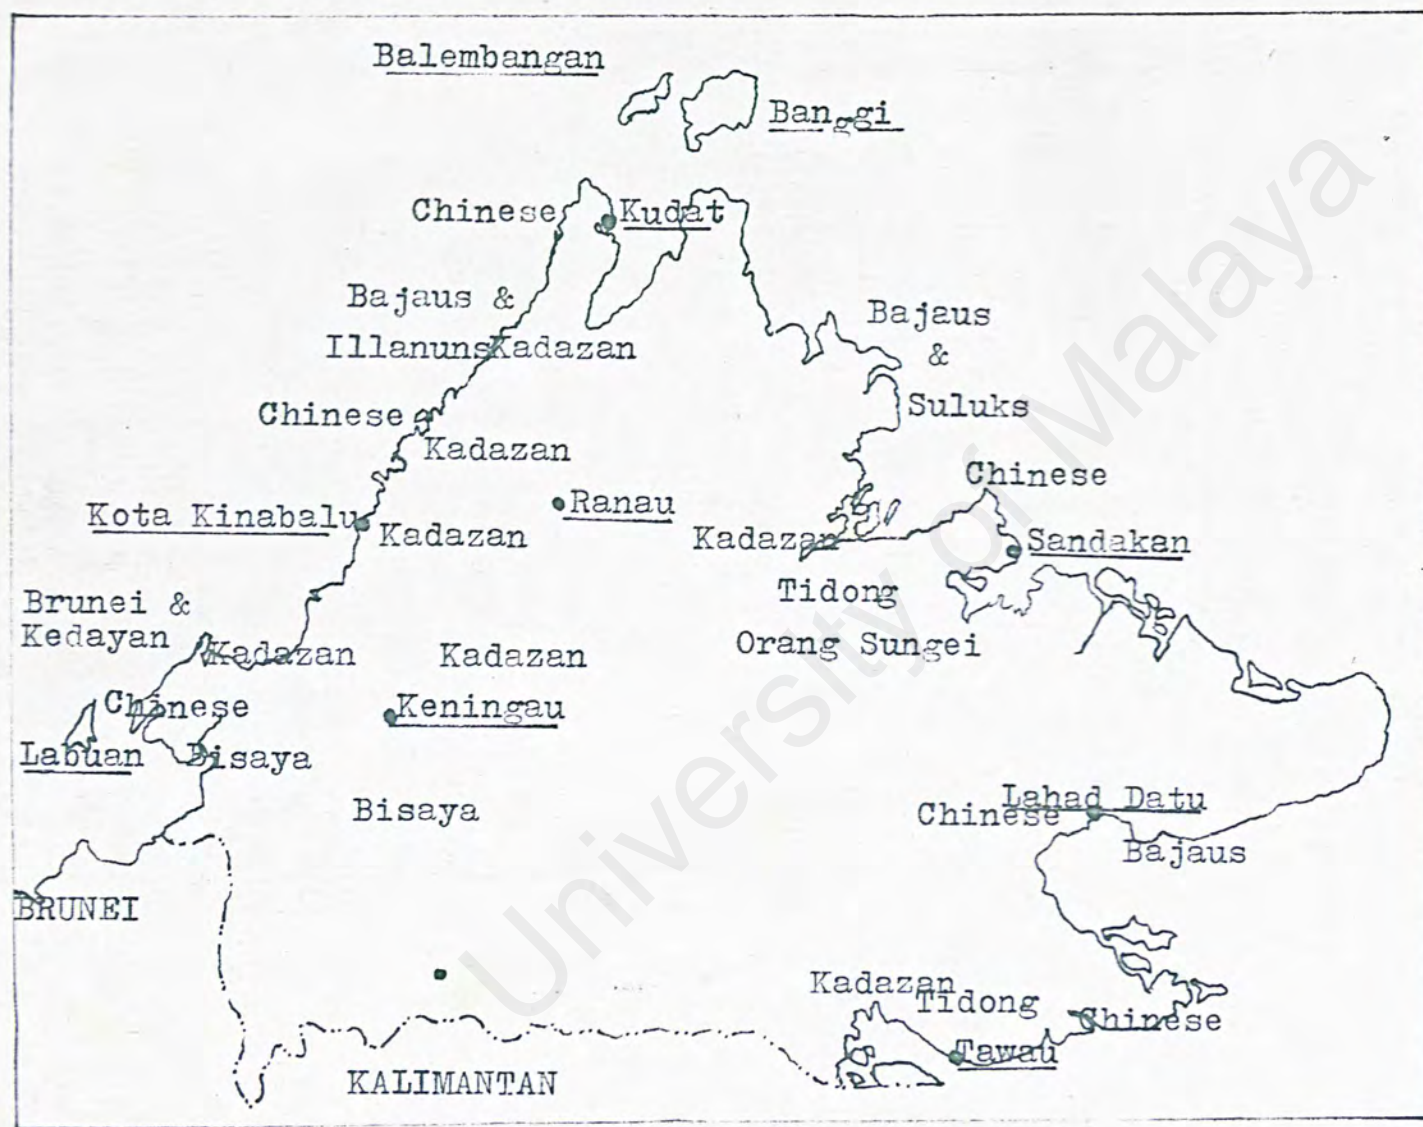 Balembangan
Banggi
Chinese
Kudat
Bajaus &
Illanuns
Kadazan
Bajaus
&
Suluks
Chinese
Kadazan
Chinese
Kota Kinabalu
Kadazan
Ranau
Kadazan
Sandakan
Tidong
Orang Sungei
Brunei &
Kedayan
Kadazan
Kadazan
Chinese
Keningau
Labuan
Bisaya
Bisaya
Lahad Datu
Chinese
Bajaus
BRUNEI
Kadazan
Tidong
Chinese
Tawau
KALIMANTAN
University of Malaya